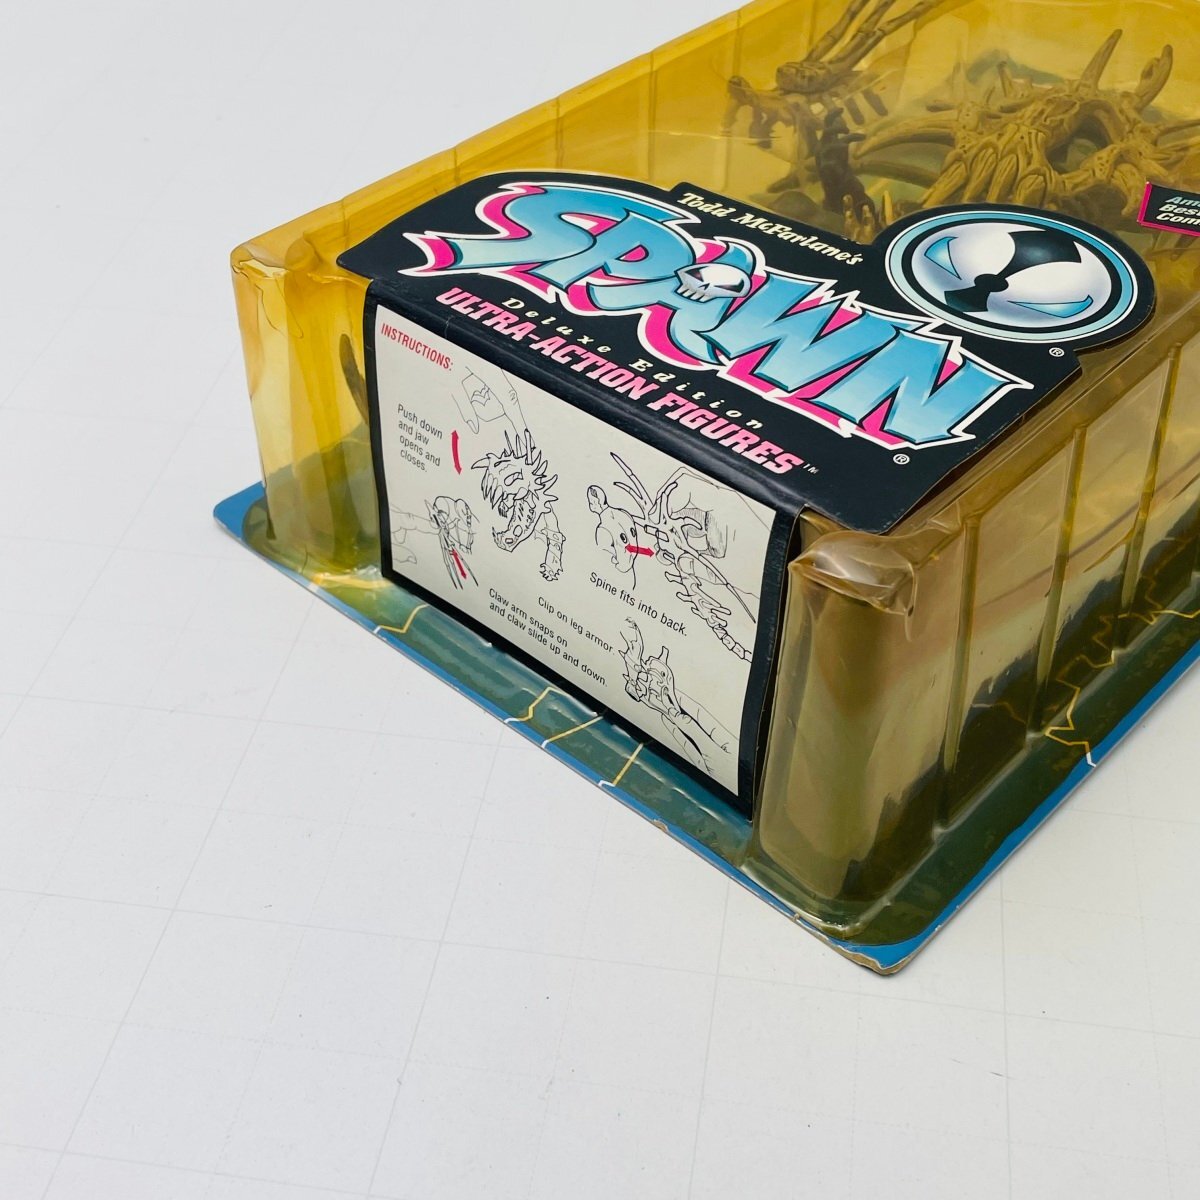 Todd McFarlane's
SPAWN®
Deluxe Edition
ULTRA-ACTION FIGURES™
®
INSTRUCTIONS:
Push down
and jaw
opens and
closes.
Spine fits into back.
Clip on leg armor.
Claw arm snaps on
and claw slide up and down.